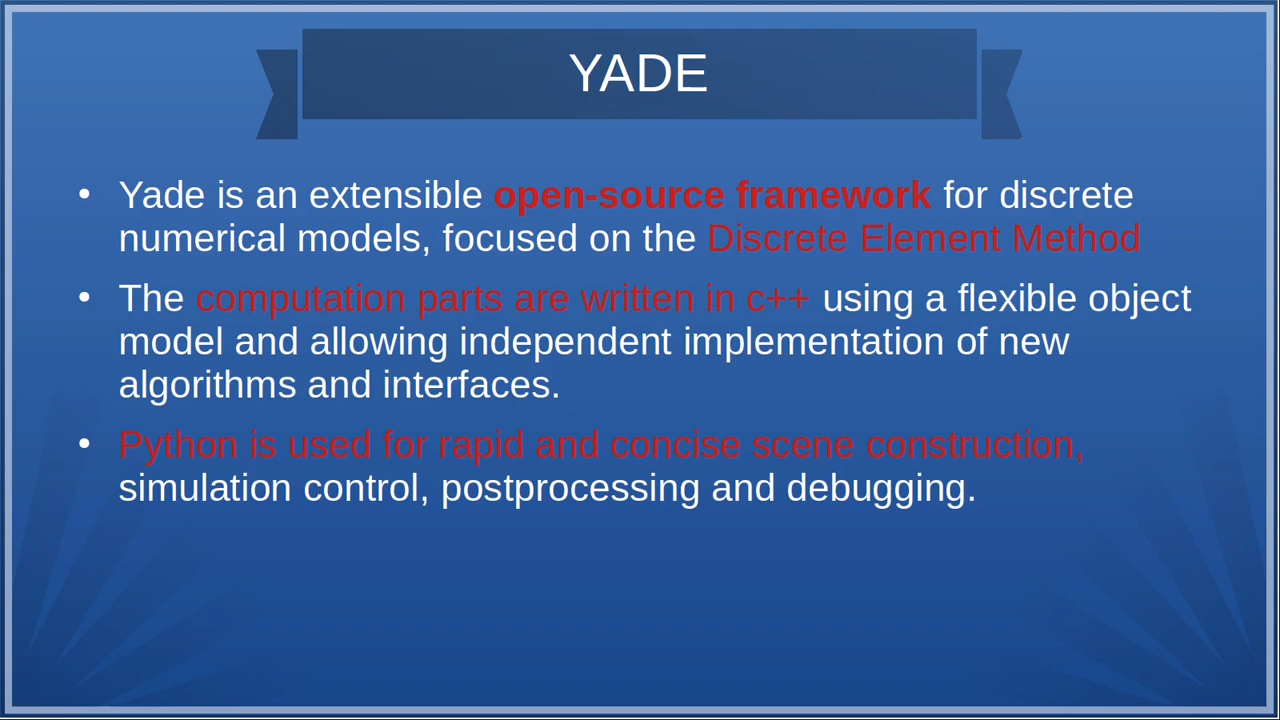 YADE
• Yade is an extensible open-source framework for discrete
numerical models, focused on the Discrete Element Method
• The computation parts are written in c++ using a flexible object
model and allowing independent implementation of new
algorithms and interfaces.
• Python is used for rapid and concise scene construction,
simulation control, postprocessing and debugging.